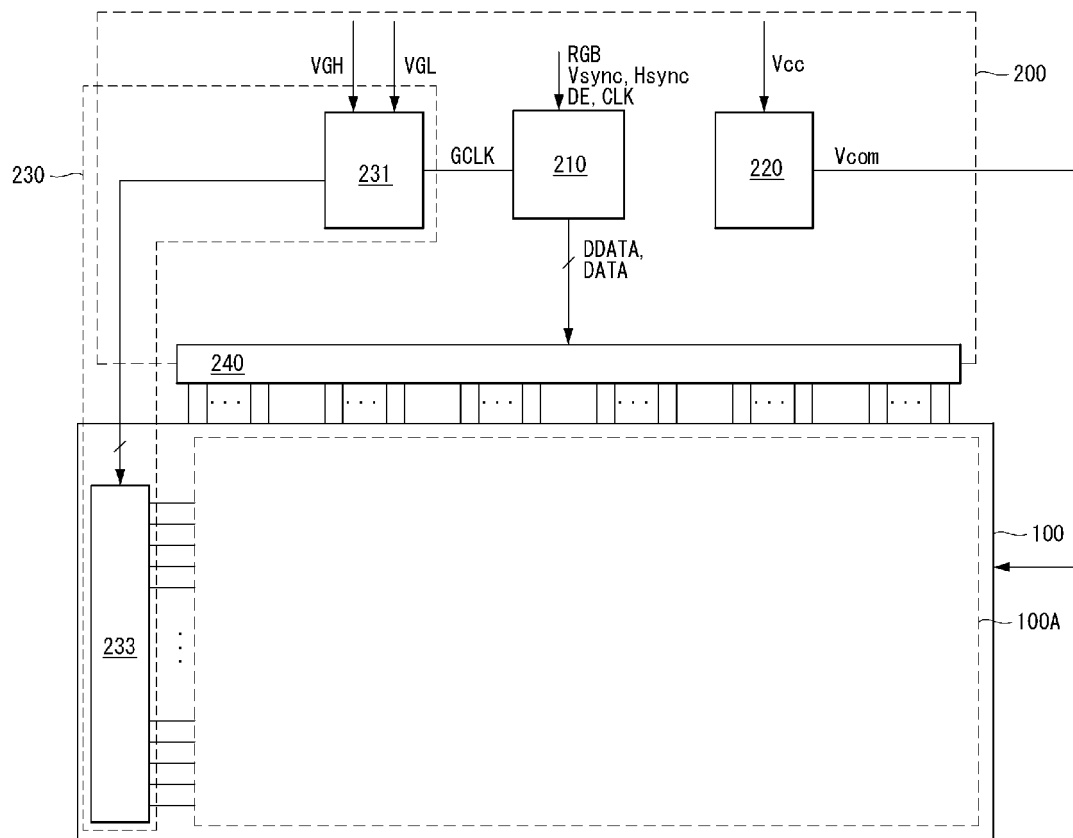 VGH
VGL
RGB
Vsync, Hsync
DE, CLK
Vcc
200
230
231
GCLK
210
220
Vcom
DDATA,
DATA
240
...
...
...
...
...
...
100
233
...
100A